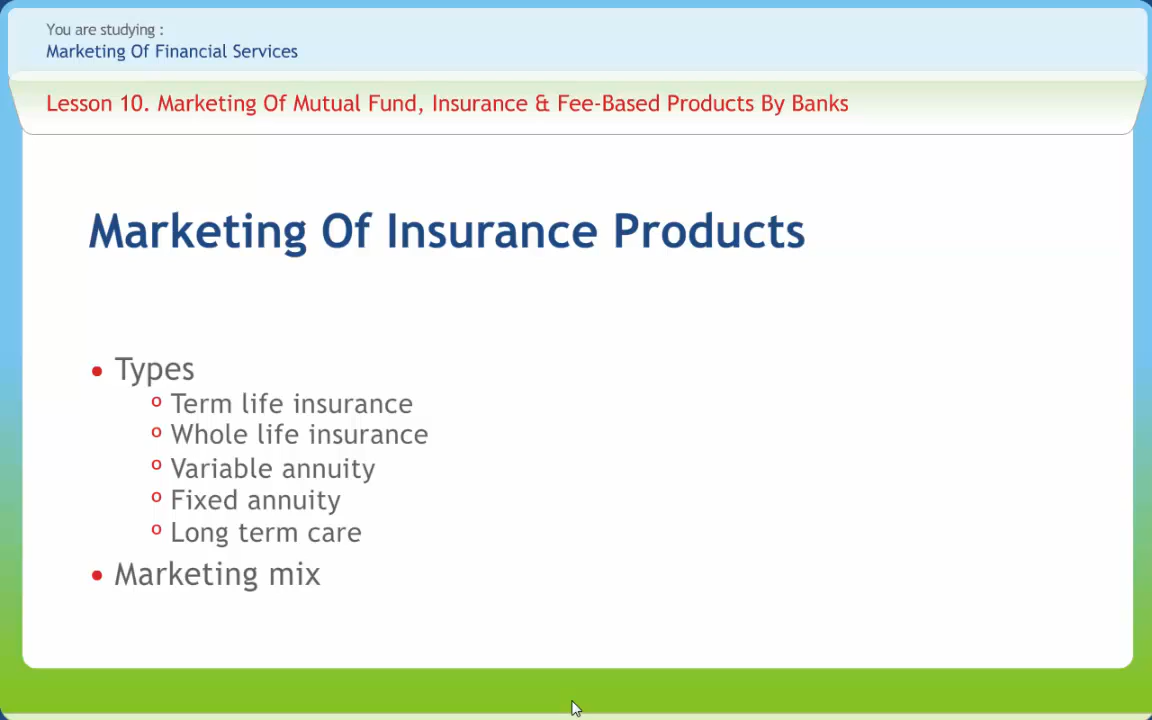 You are studying :
Marketing Of Financial Services
Lesson 10. Marketing Of Mutual Fund, Insurance & Fee-Based Products By Banks
Marketing Of Insurance Products
• Types
o Term life insurance
o Whole life insurance
o Variable annuity
o Fixed annuity
o Long term care
• Marketing mix